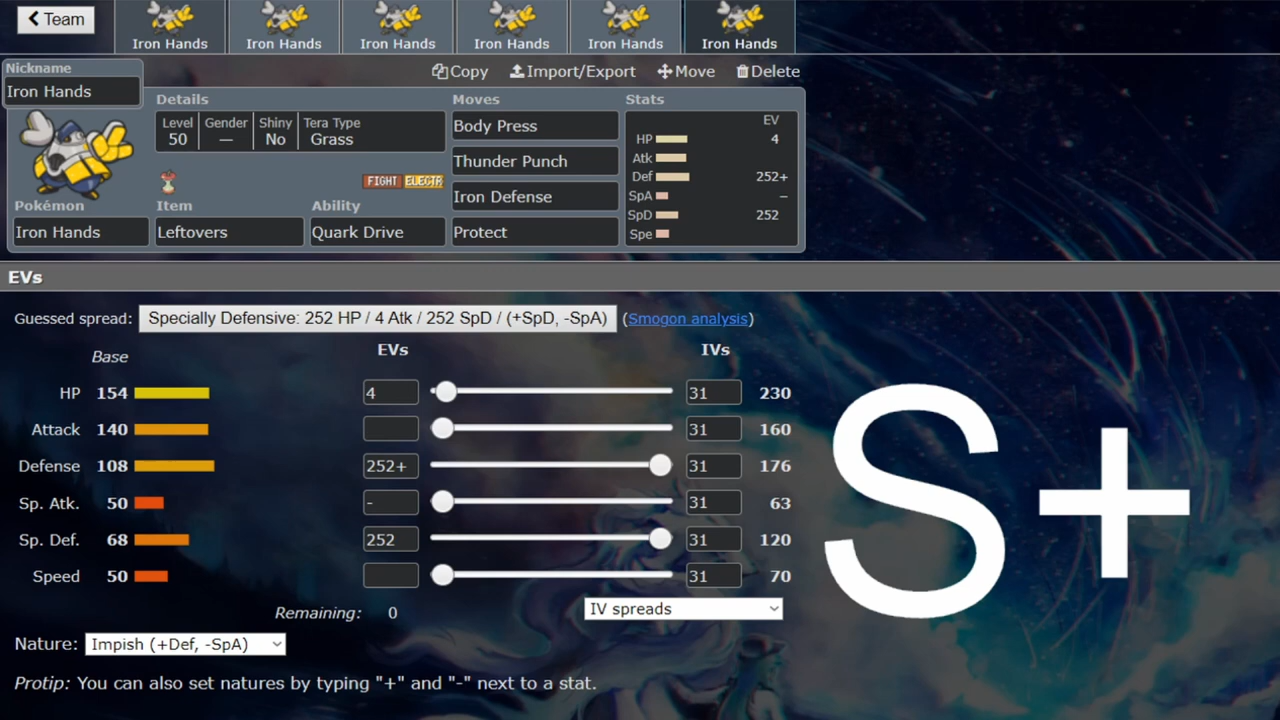 Team
Iron Hands
Iron Hands
Iron Hands
Iron Hands
Iron Hands
Iron Hands
Nickname
Iron Hands
Copy Import/Export Move Delete
Details
Moves
Stats
Level Gender Shiny Tera Type
50 — No Grass
FIGHT ELECTR
Pokémon
Iron Hands
Item
Leftovers
Ability
Quark Drive
Body Press
Thunder Punch
Iron Defense
Protect
EV
HP 4
Atk
Def 252+
SpA –
SpD 252
Spe
EVs
Guessed spread: Specially Defensive: 252 HP / 4 Atk / 252 SpD / (+SpD, -SpA) (Smogon analysis)
Base EVs IVs
HP 154 4 31 230
Attack 140 31 160
Defense 108 252+ 31 176
Sp. Atk. 50 - 31 63
Sp. Def. 68 252 31 120
Speed 50 31 70
Remaining: 0 IV spreads
Nature: Impish (+Def, -SpA)
Protip: You can also set natures by typing "+" and "-" next to a stat.
S+